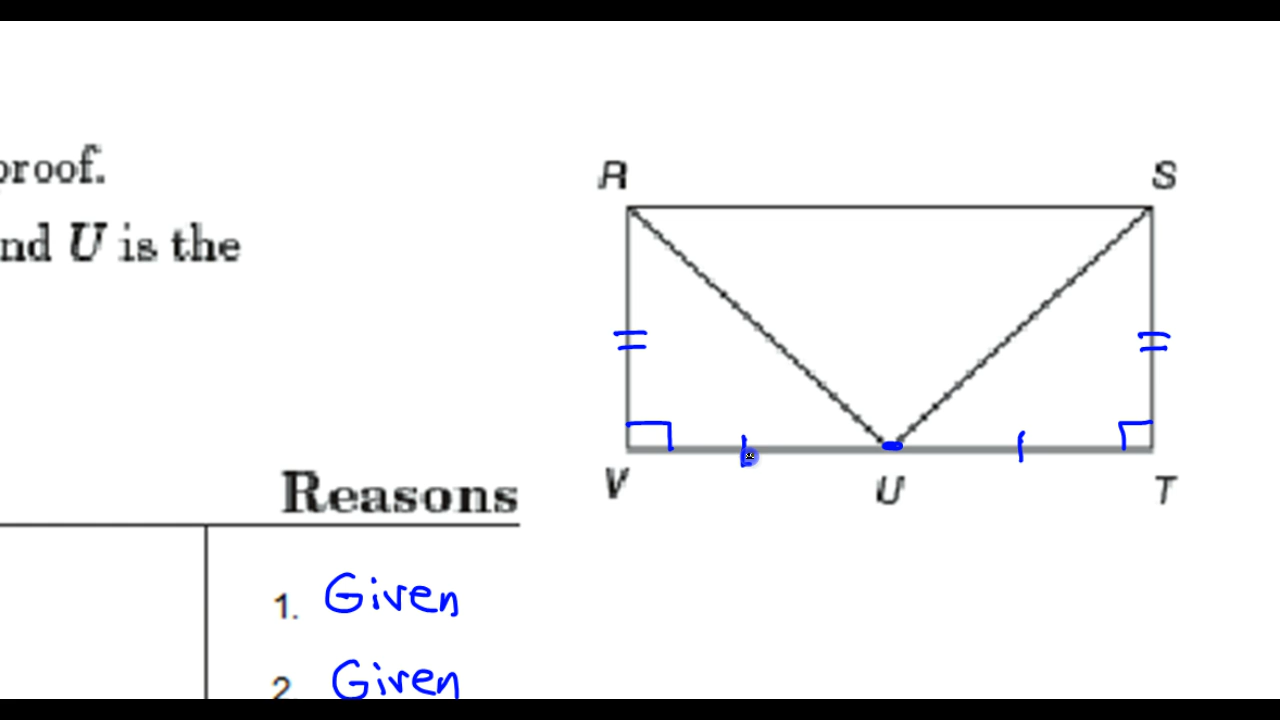 proof.
nd U is the
Reasons
1. Given
2. Given
R
S
V
U
T